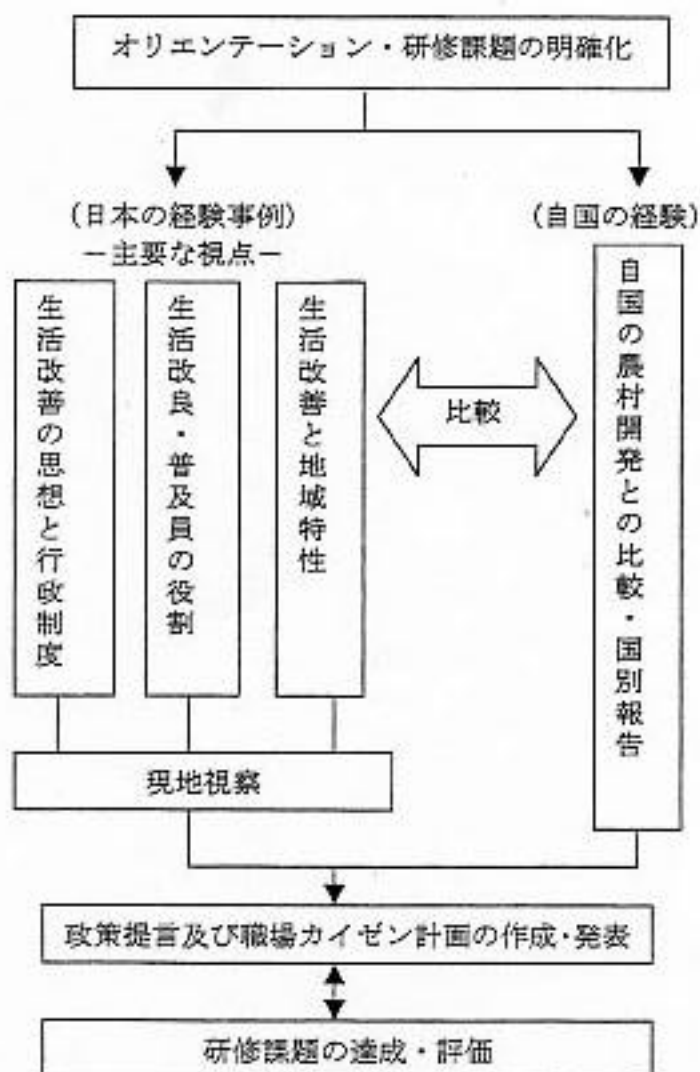 オリエンテーション・研修課題の明確化
(日本の経験事例)
－主要な視点－
(自国の経験)
生活改善の思想と行政制度
生活改良・普及員の役割
生活改善と地域特性
比較
自国の農村開発との比較・国別報告
現地視察
政策提言及び職場カイゼン計画の作成・発表
研修課題の達成・評価